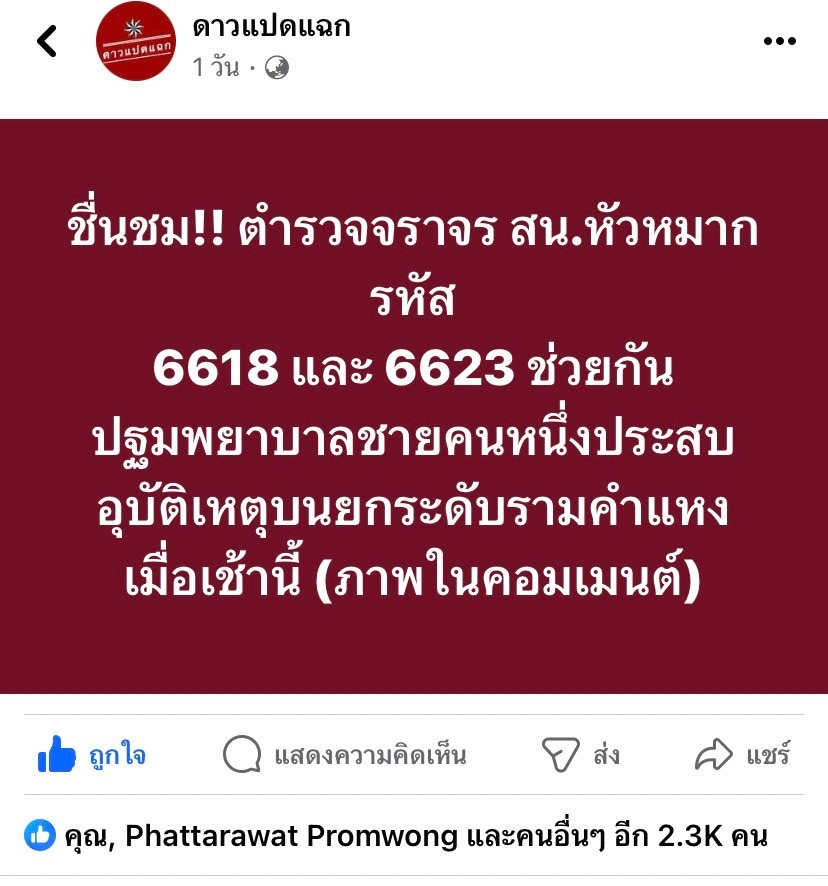 ดาวแปดแฉก
ดาวแปดแฉก
1 วัน ·
ชื่นชม!! ตำรวจจราจร สน.หัวหมาก
รหัส
6618 และ 6623 ช่วยกัน
ปฐมพยาบาลชายคนหนึ่งประสบ
อุบัติเหตุบนยกระดับรามคำแหง
เมื่อเช้านี้ (ภาพในคอมเมนต์)
ถูกใจ แสดงความคิดเห็น ส่ง แชร์
คุณ, Phattarawat Promwong และคนอื่นๆ อีก 2.3K คน